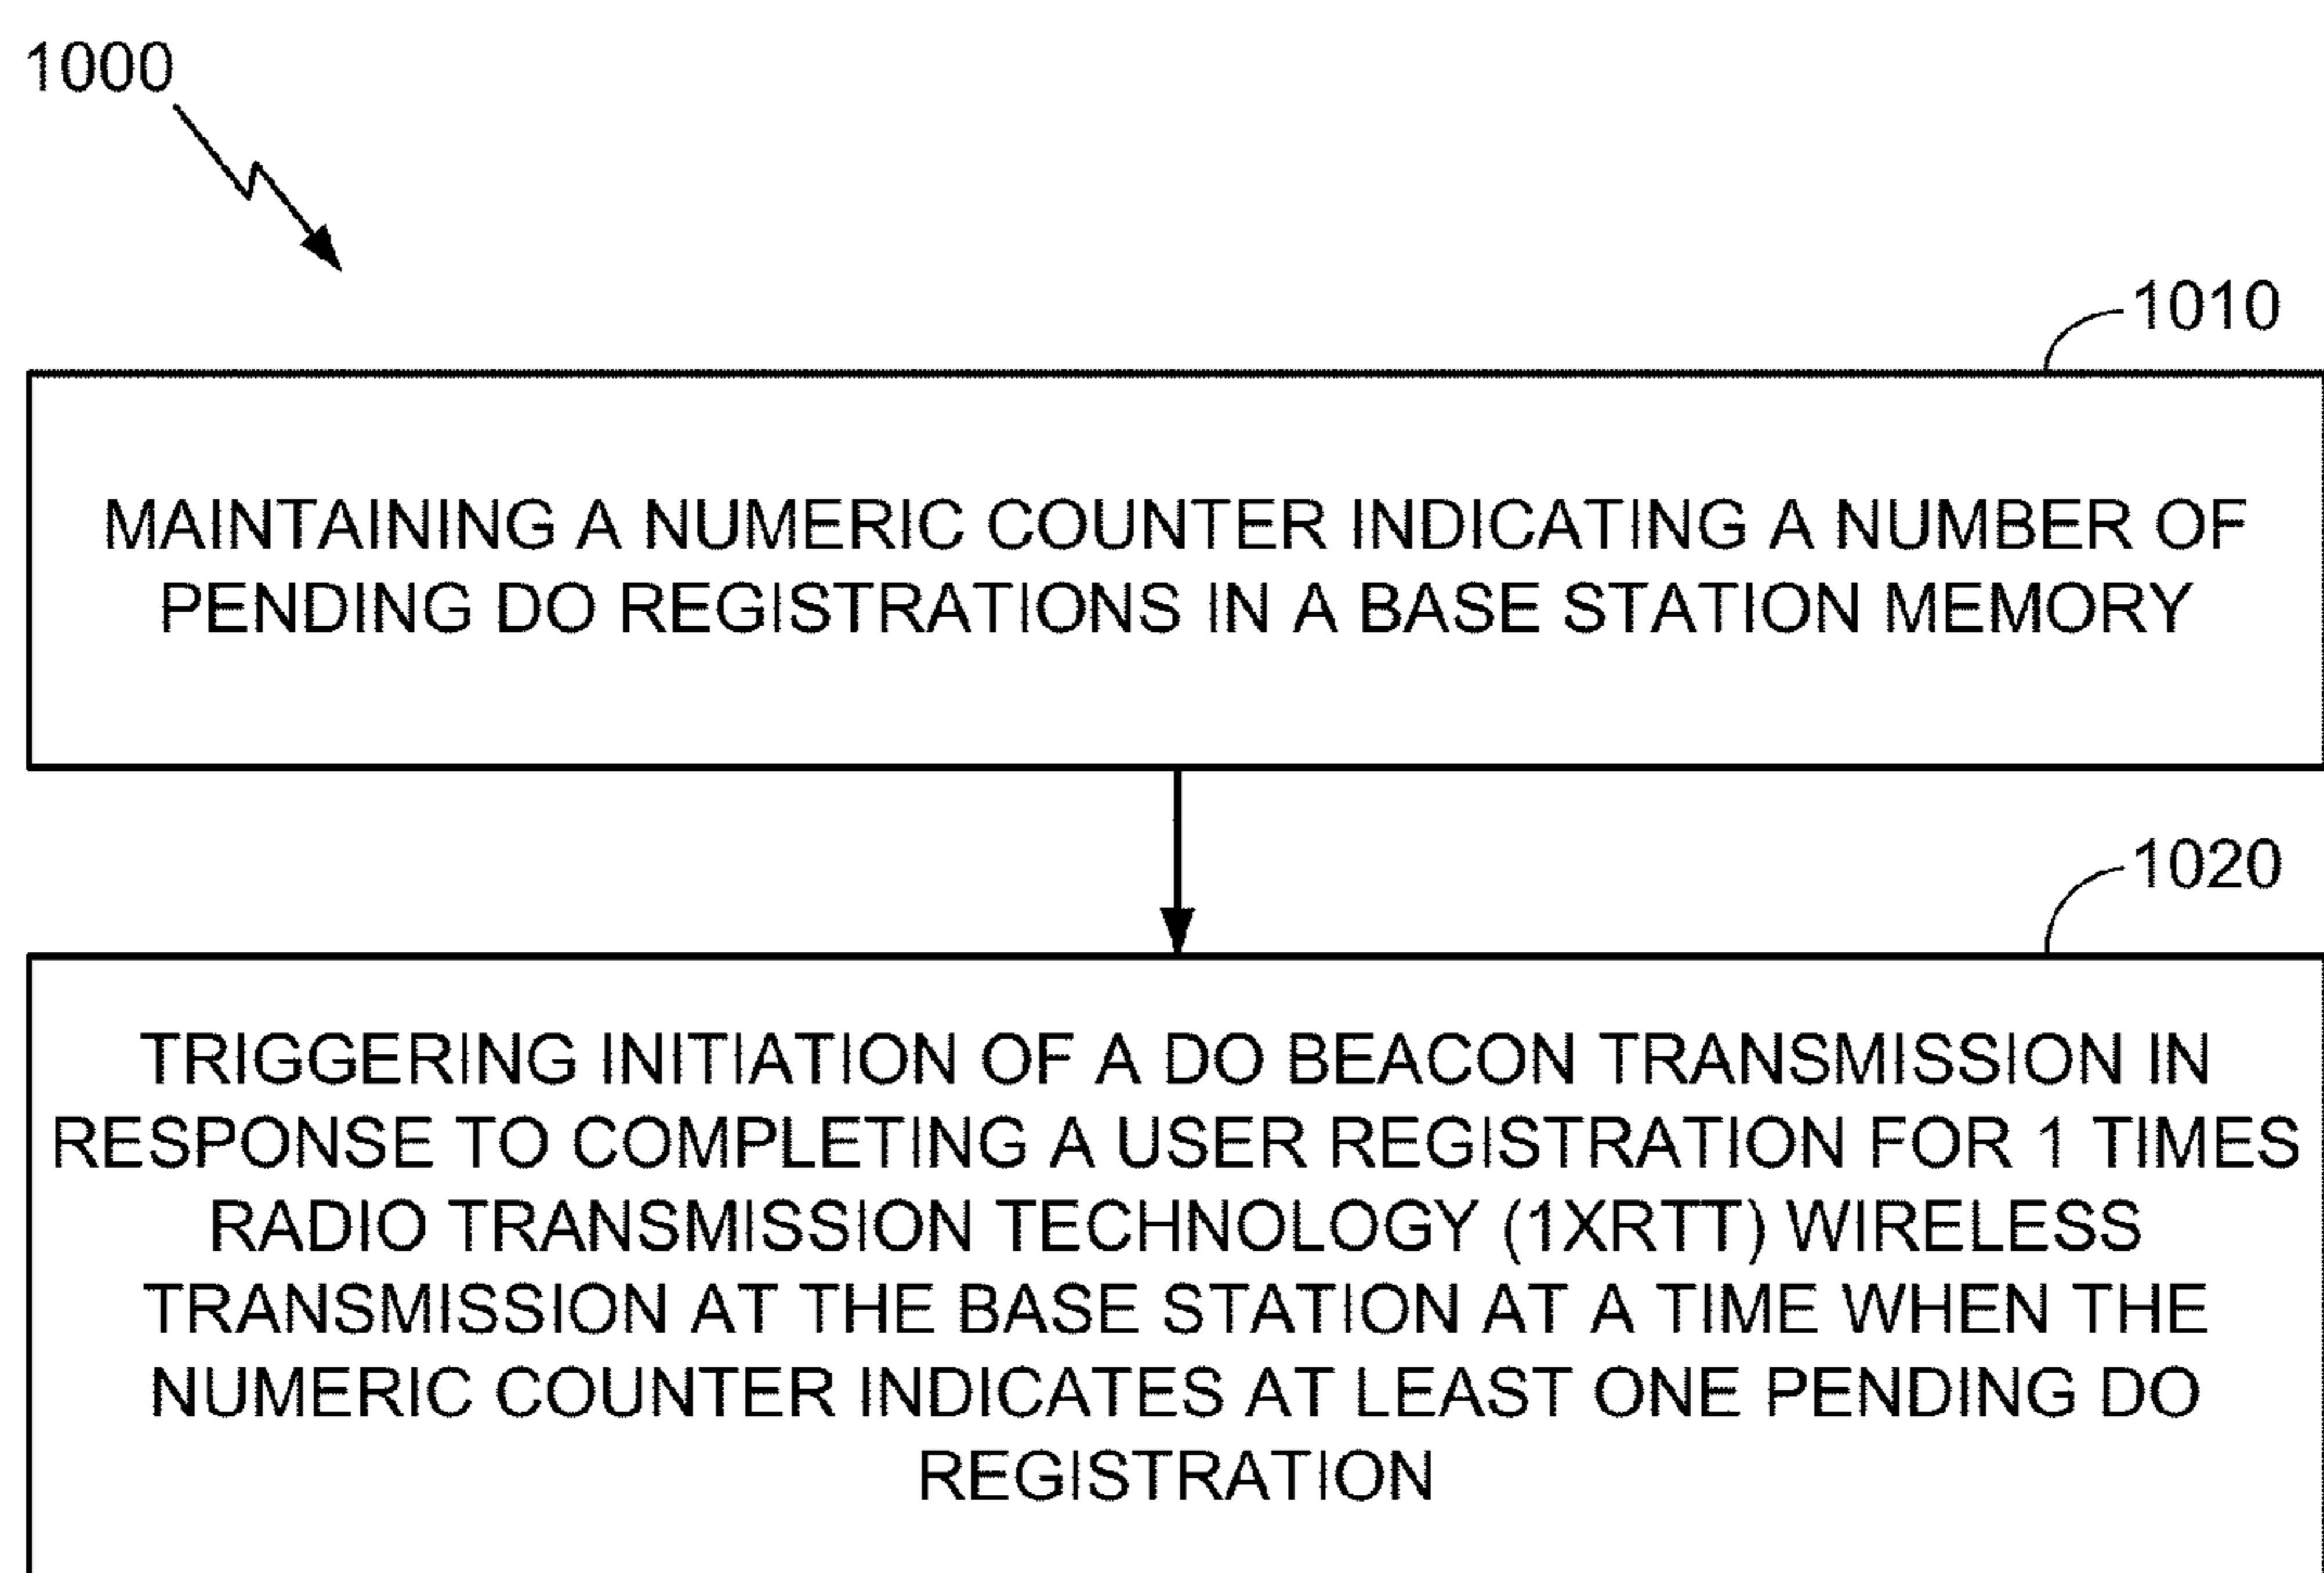 1000
1010
MAINTAINING A NUMERIC COUNTER INDICATING A NUMBER OF
PENDING DO REGISTRATIONS IN A BASE STATION MEMORY
1020
TRIGGERING INITIATION OF A DO BEACON TRANSMISSION IN
RESPONSE TO COMPLETING A USER REGISTRATION FOR 1 TIMES
RADIO TRANSMISSION TECHNOLOGY (1XRTT) WIRELESS
TRANSMISSION AT THE BASE STATION AT A TIME WHEN THE
NUMERIC COUNTER INDICATES AT LEAST ONE PENDING DO
REGISTRATION